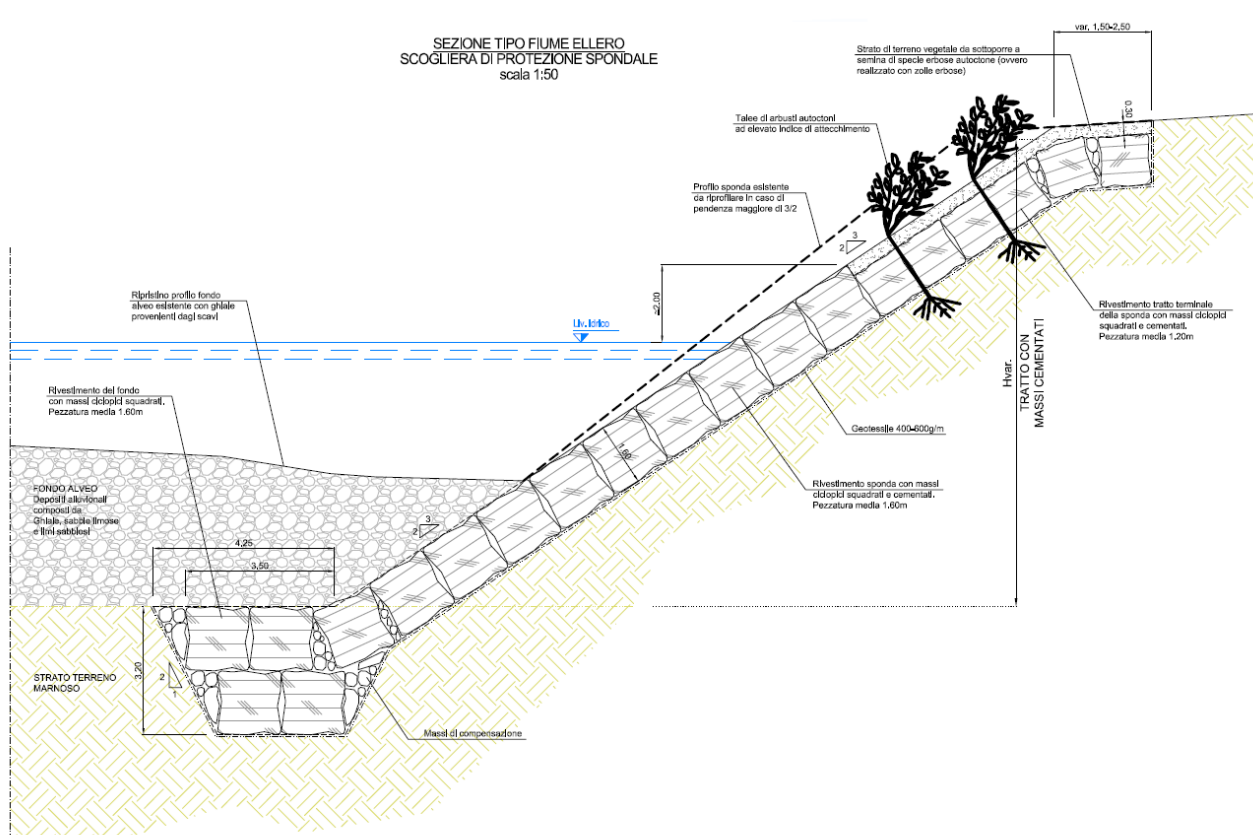 SEZIONE TIPO FIUME ELLERO
SCOGLIERA DI PROTEZIONE SPONDALE
scala 1:50
var. 1,50-2,50
Strato di terreno vegetale da sottoporre a
semina di specie erbose autoctone (ovvero
realizzato con zolle erbose)
0.30
Talee di arbusti autoctoni
ad elevato indice di attecchimento
Profilo sponda esistente
da riprofilare in caso di
pendenza maggiore di 3/2
3
2
≥2.00
Ripristino profilo fondo
alveo esistente con ghiaie
provenienti dagi scavi
Liv. idrico
Rivestimento tratto terminale
della sponda con massi ciclopici
squadrati e cementati.
Pezzatura media 1.20m
Hvar.
TRATTO CON
MASSI CEMENTATI
Rivestimento del fondo
con massi ciclopici squadrati.
Pezzatura media 1.60m
Geotessile 400-600g/m
1.60
Rivestimento sponda con massi
ciclopici squadrati e cementati.
Pezzatura media 1.60m
FONDO ALVEO
Depositi alluvionali
composti da
Ghiaie, sabbie limose
e limi sabbiosi
3
2
4,25
3,50
3,20
STRATO TERRENO
MARNOSO
2
1
Massi di compensazione